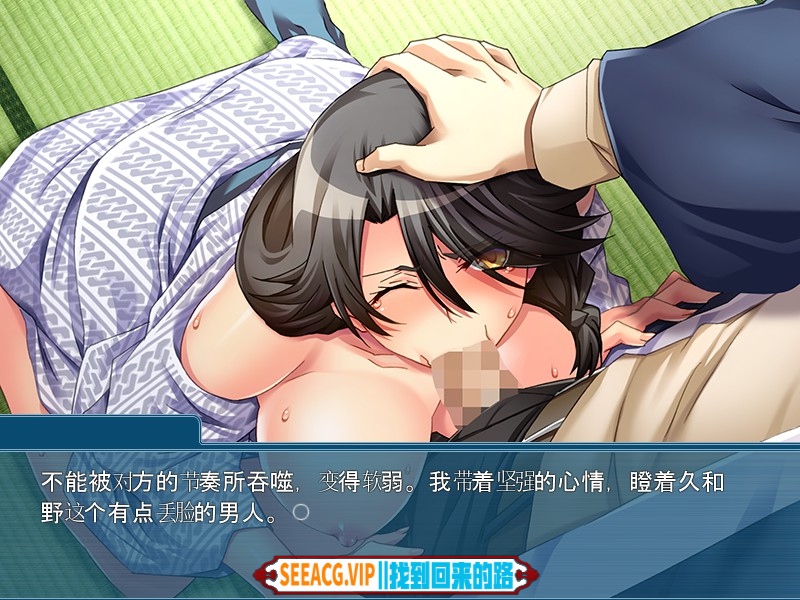 不能被对方的节奏所吞噬，变得软弱。我带着坚强的心情，瞪着久和
野这个有点丢脸的男人。
SEEACG.VIP||找到回来的路